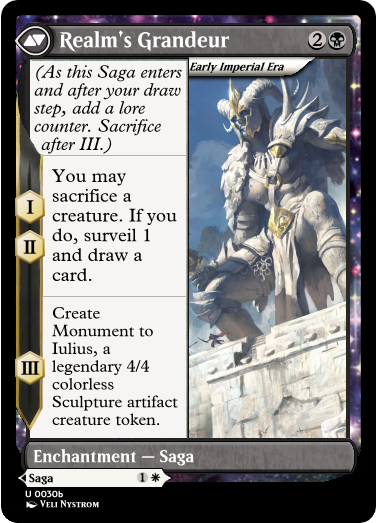 Realm's Grandeur 2
Early Imperial Era
(As this Saga enters
and after your draw
step, add a lore
counter. Sacrifice
after III.)
I
II
You may
sacrifice a
creature. If you
do, surveil 1
and draw a
card.
III
Create
Monument to
Iulius, a
legendary 4/4
colorless
Sculpture artifact
creature token.
Enchantment — Saga
Saga 1
U 0030b
Veli Nystrom